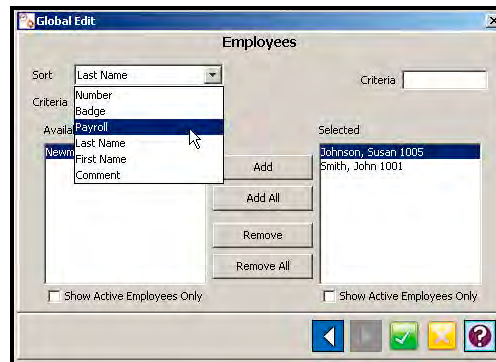 Global Edit
Employees
Sort Last Name
Criteria
Number
Criteria
Badge
Payroll
Last Name
First Name
Comment
Selected
Johnson, Susan 1005
Smith, John 1001
Add
Add All
Remove
Remove All
Show Active Employees Only
Show Active Employees Only